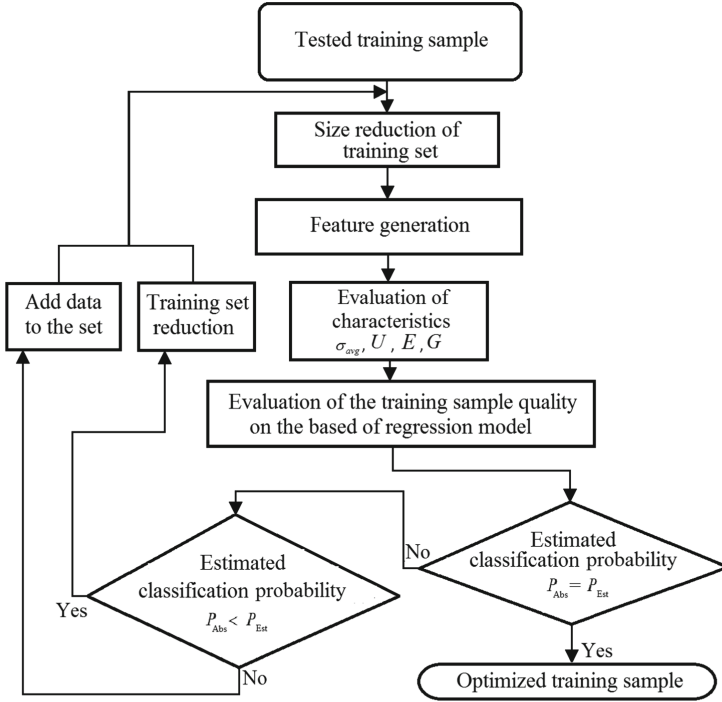 Tested training sample
Size reduction of
training set
Feature generation
Add data
to the set
Training set
reduction
Evaluation of
characteristics
σavg, U , E , G
Evaluation of the training sample quality
on the based of regression model
Estimated
classification probability
PAbs = PEst
No
Estimated
classification probability
PAbs < PEst
Yes
No
Yes
Optimized training sample